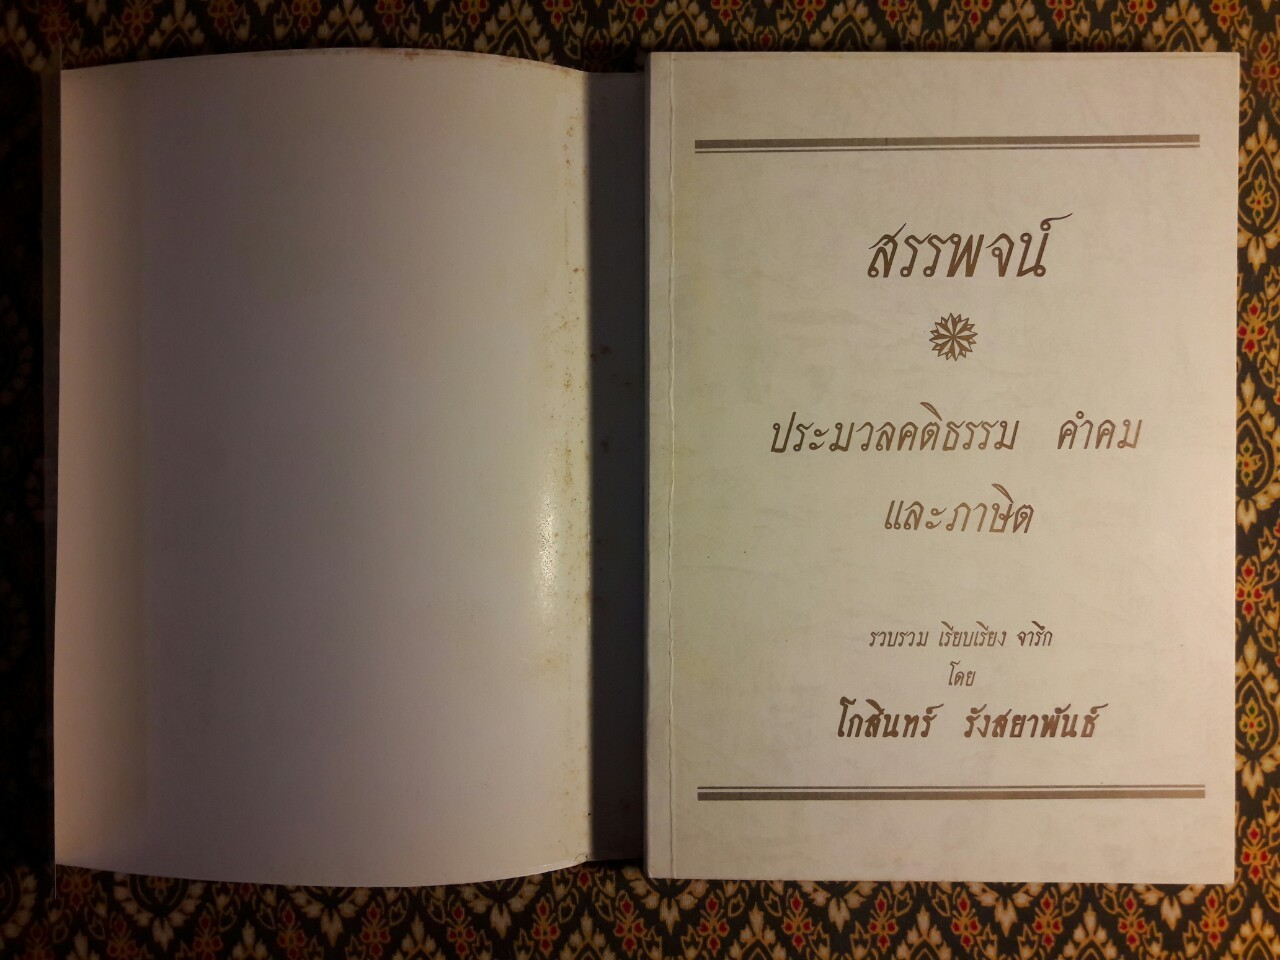 สรรพจน์
ประมวลคติธรรม คำคม
และภาษิต
รวบรวม เรียบเรียง จารึก
โดย
โกสินทร์ รังสยาพันธ์